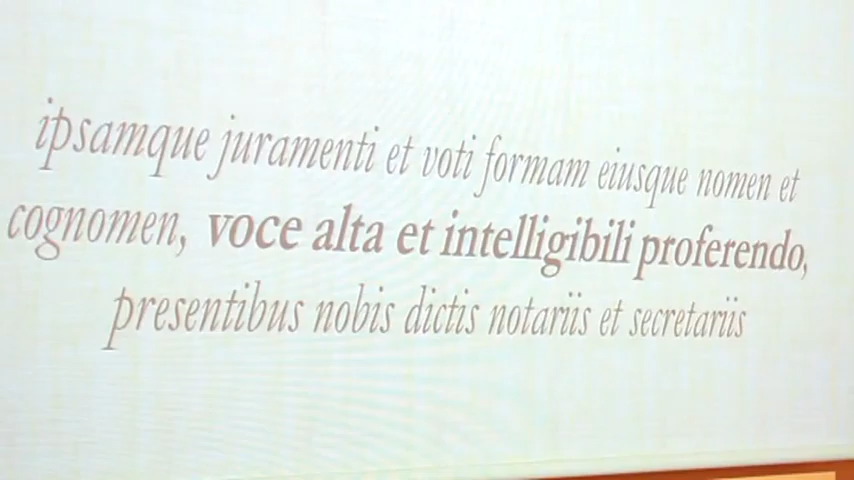 ipsamque juramenti et voti formam eiusque nomen et
cognomen, voce alta et intelligibili proferendo,
presentibus nobis dictis notariis et secretariis